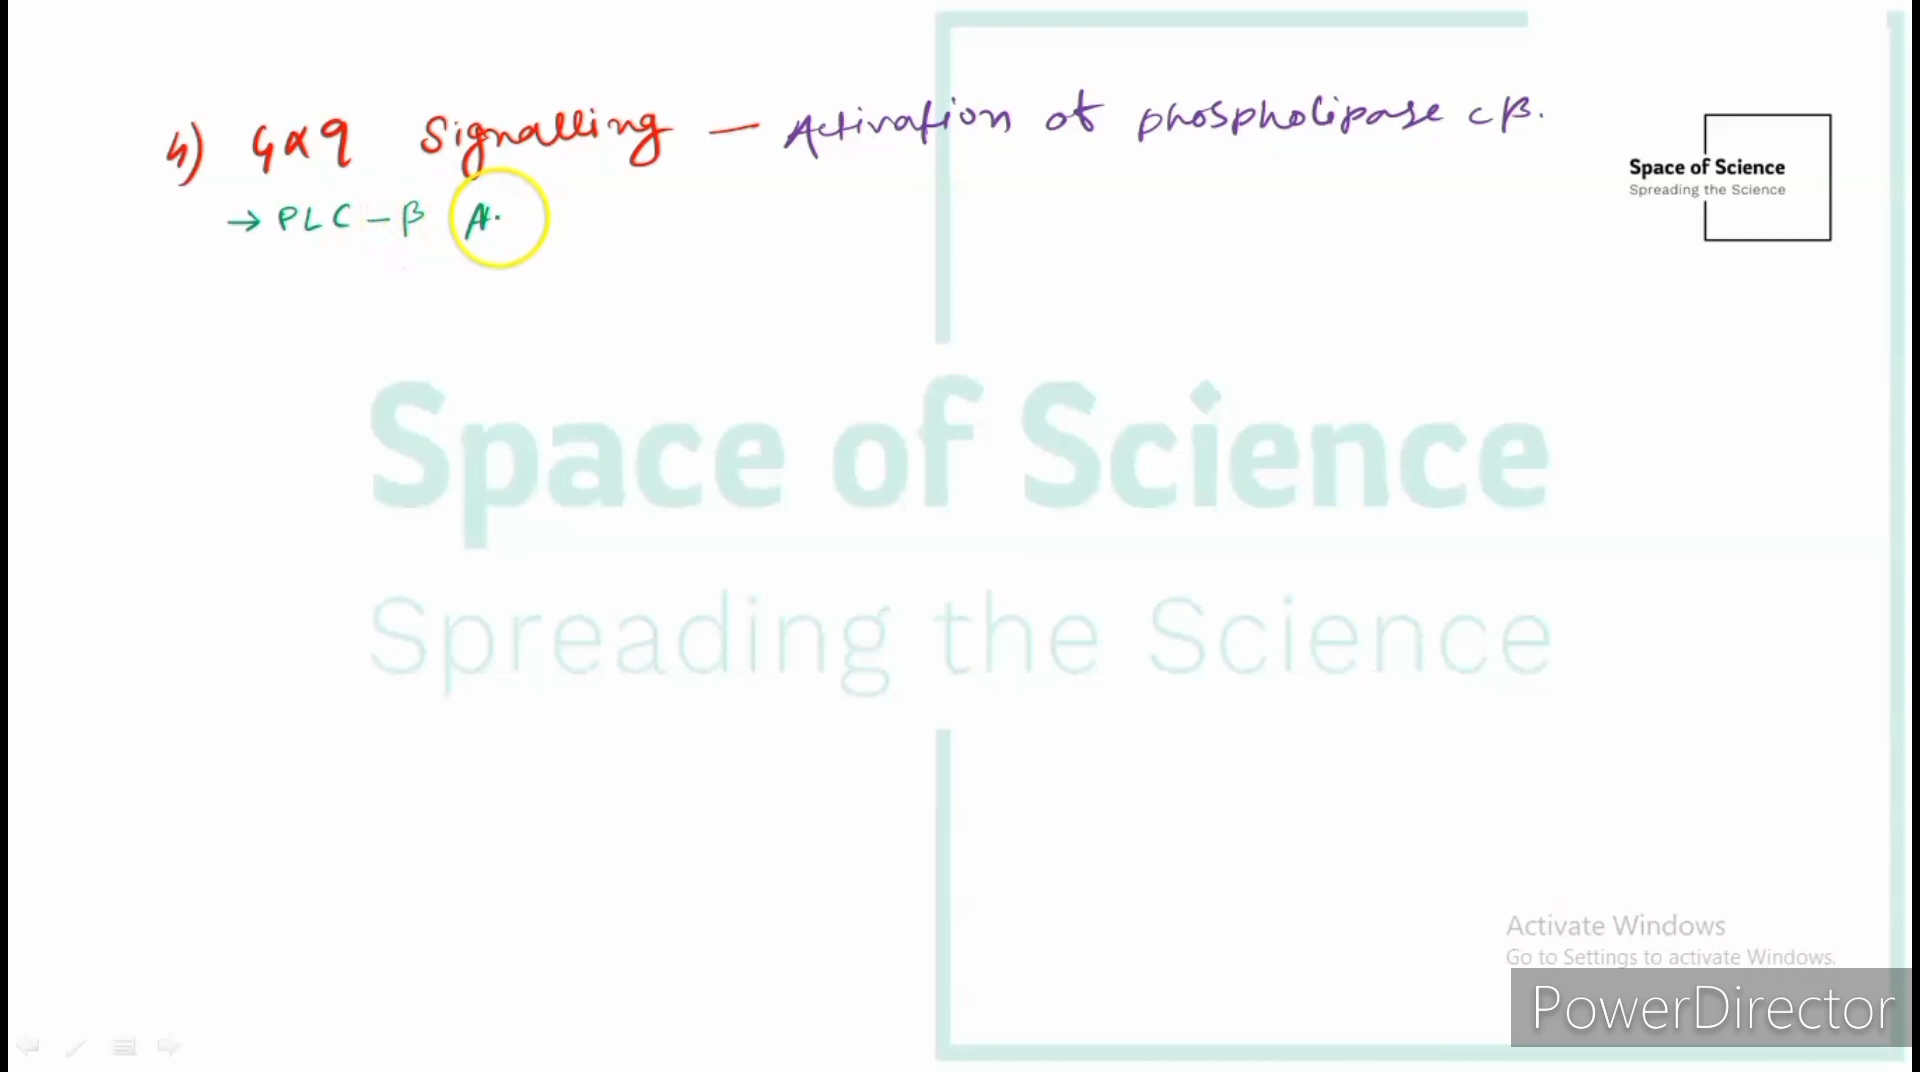 4) Gαq Signalling — Activation of phospholipase cβ.
→ PLC – β A.
Space of Science
Spreading the Science
Space of Science
Spreading the Science
Activate Windows
Go to Settings to activate Windows.
PowerDirector